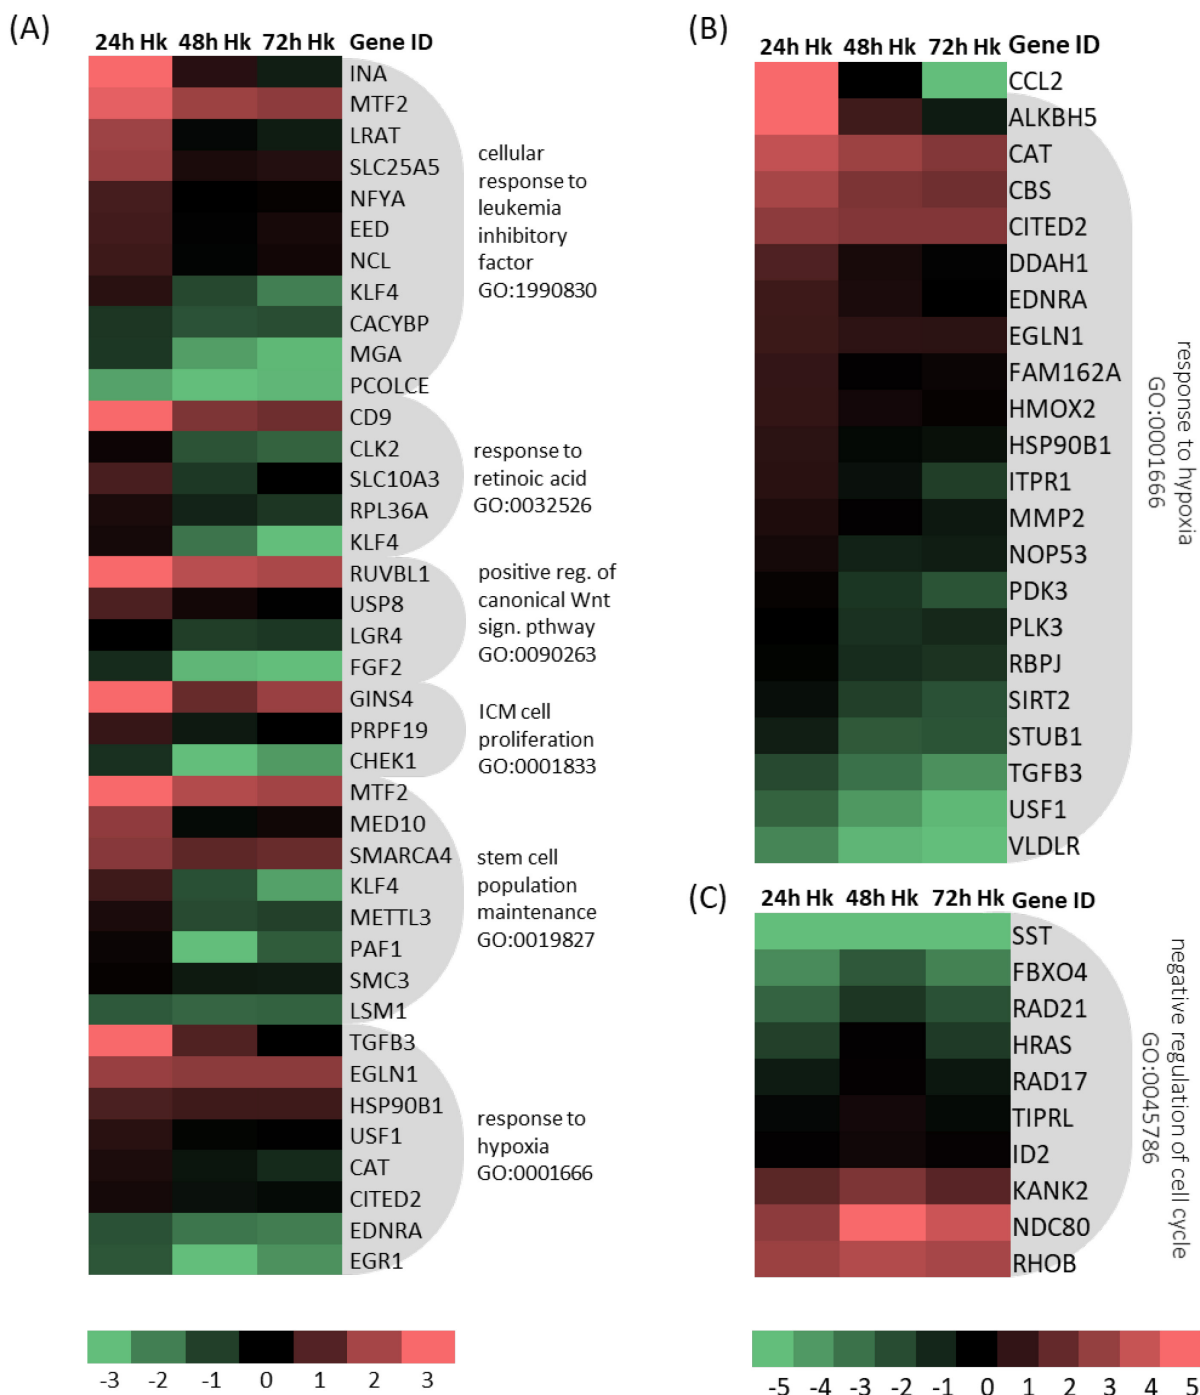 (A)
24h Hk 48h Hk 72h Hk Gene ID
INA
MTF2
LRAT
SLC25A5
NFYA
EED
NCL
KLF4
CACYBP
MGA
PCOLCE
cellular
response to
leukemia
inhibitory
factor
GO:1990830
CD9
CLK2
SLC10A3
RPL36A
KLF4
response to
retinoic acid
GO:0032526
RUVBL1
USP8
LGR4
FGF2
positive reg. of
canonical Wnt
sign. pthway
GO:0090263
GINS4
PRPF19
CHEK1
ICM cell
proliferation
GO:0001833
MTF2
MED10
SMARCA4
KLF4
METTL3
PAF1
SMC3
LSM1
stem cell
population
maintenance
GO:0019827
TGFB3
EGLN1
HSP90B1
USF1
CAT
CITED2
EDNRA
EGR1
response to
hypoxia
GO:0001666
-3 -2 -1 0 1 2 3
(B)
24h Hk 48h Hk 72h Hk Gene ID
CCL2
ALKBH5
CAT
CBS
CITED2
DDAH1
EDNRA
EGLN1
FAM162A
HMOX2
HSP90B1
ITPR1
MMP2
NOP53
PDK3
PLK3
RBPJ
SIRT2
STUB1
TGFB3
USF1
VLDLR
response to hypoxia
GO:0001666
(C)
24h Hk 48h Hk 72h Hk Gene ID
SST
FBXO4
RAD21
HRAS
RAD17
TIPRL
ID2
KANK2
NDC80
RHOB
negative regulation of cell cycle
GO:0045786
-5 -4 -3 -2 -1 0 1 2 3 4 5